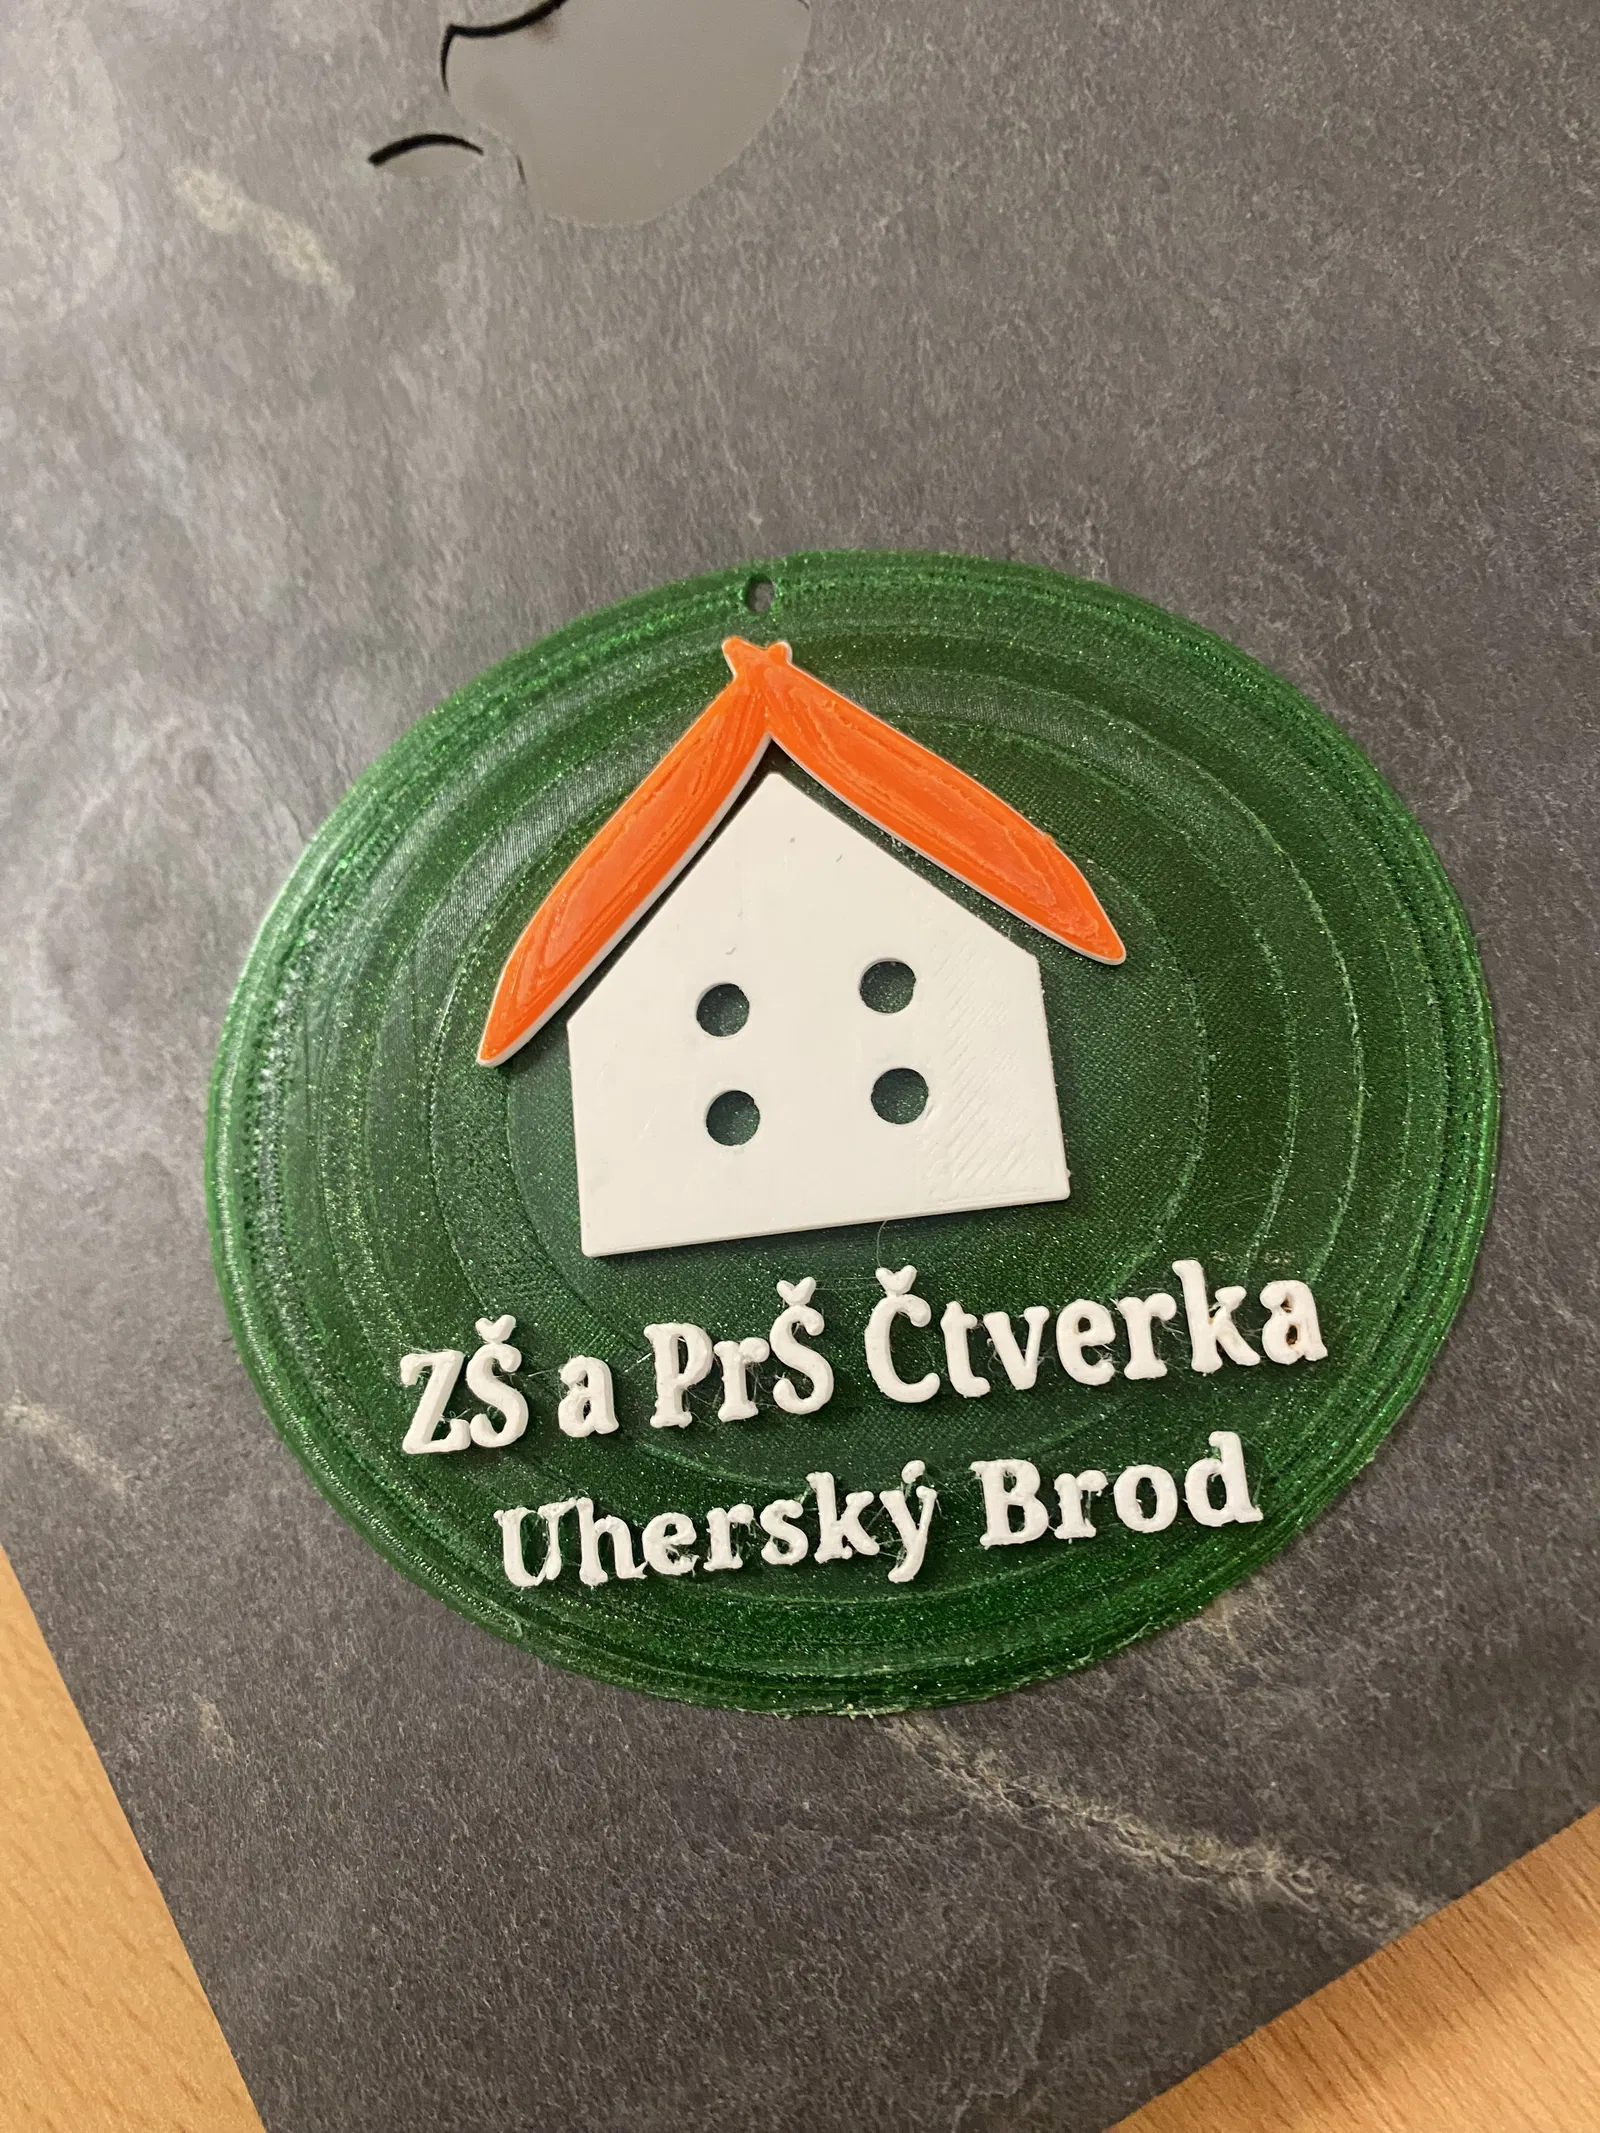 ZŠ a PrŠ Čtverka
Uherský Brod